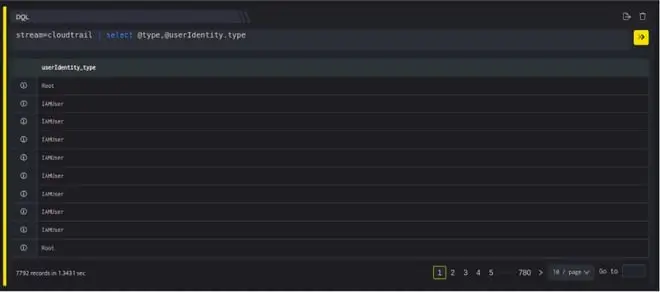 DQL
stream=cloudtrail | select @type,@userIdentity.type
userIdentity_type
Root
IAMUser
IAMUser
IAMUser
IAMUser
IAMUser
IAMUser
IAMUser
IAMUser
Root
7792 records in 1.3431 sec
1 2 3 4 5 ····· 780 > 10 / page Go to